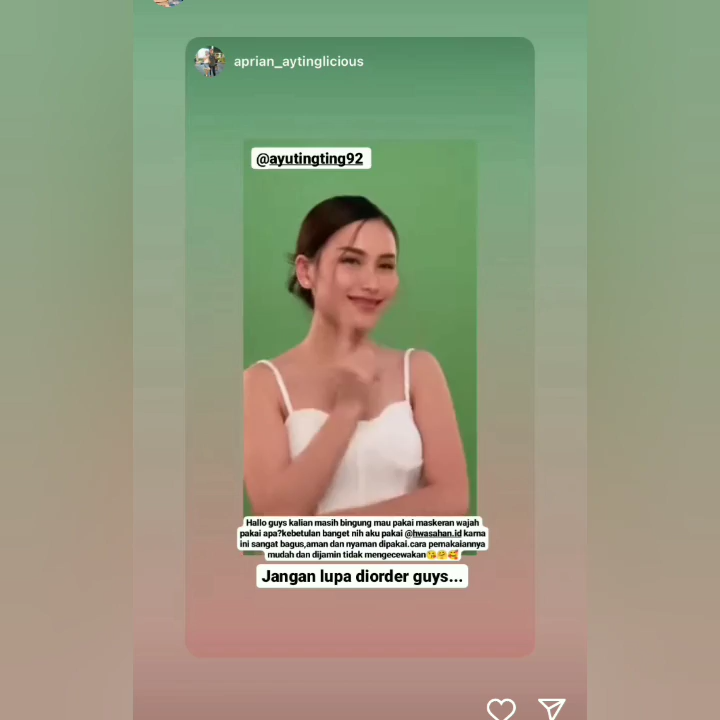 aprian_aytinglicious
@ayutingting92
Hallo guys kalian masih bingung mau pakai maskeran wajah
pakai apa?kebetulan banget nih aku pakai @hwasahan.id karna
ini sangat bagus,aman dan nyaman dipakai.cara pemakaiannya
mudah dan dijamin tidak mengecewakan😘🤗🥰
Jangan lupa diorder guys...